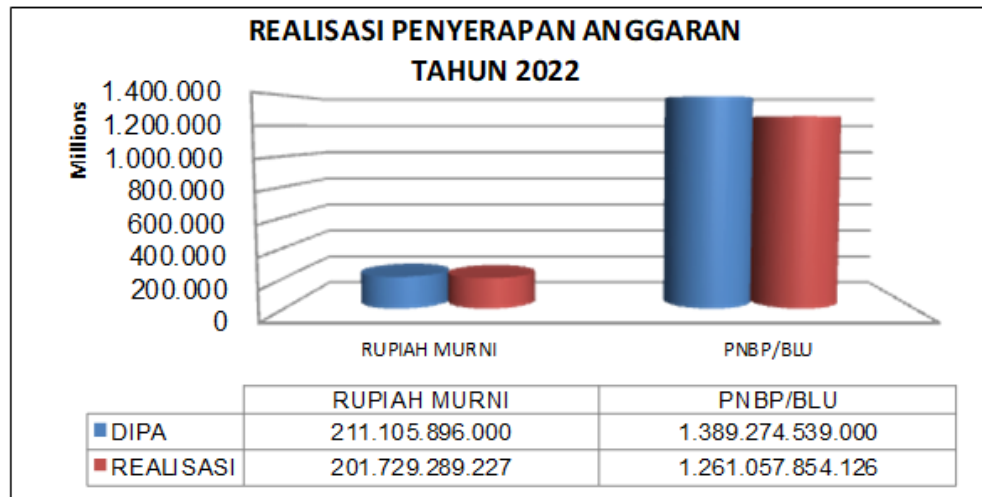 REALISASI PENYERAPAN ANGGARAN
TAHUN 2022
Millions
1.400.000
1.200.000
1.000.000
800.000
600.000
400.000
200.000
0
RUPIAH MURNI PNBP/BLU
RUPIAH MURNI PNBP/BLU
DIPA 211.105.896.000 1.389.274.539.000
REALISASI 201.729.289.227 1.261.057.854.126